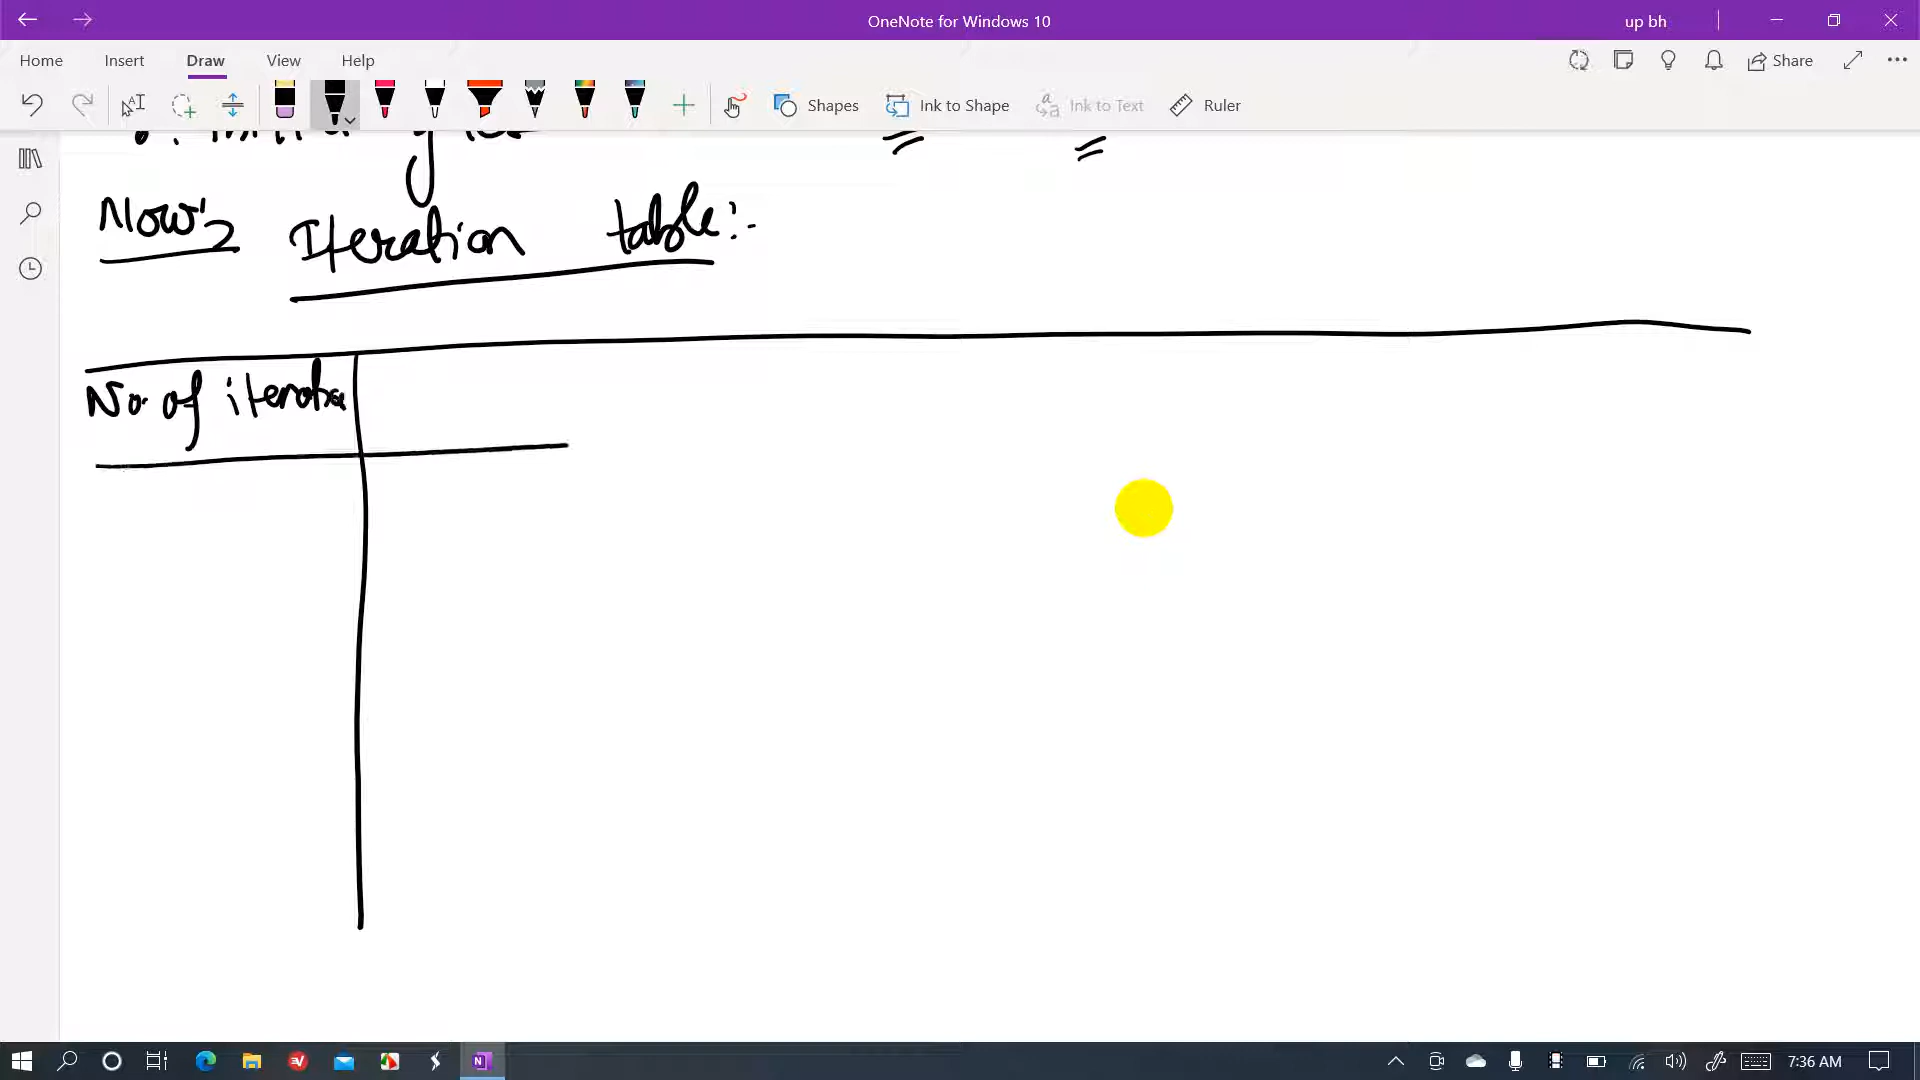 OneNote for Windows 10
up bh
Home Insert Draw View Help
Share
Shapes Ink to Shape Ink to Text Ruler
Now, Iteration table:-
No. of iteration
7:36 AM